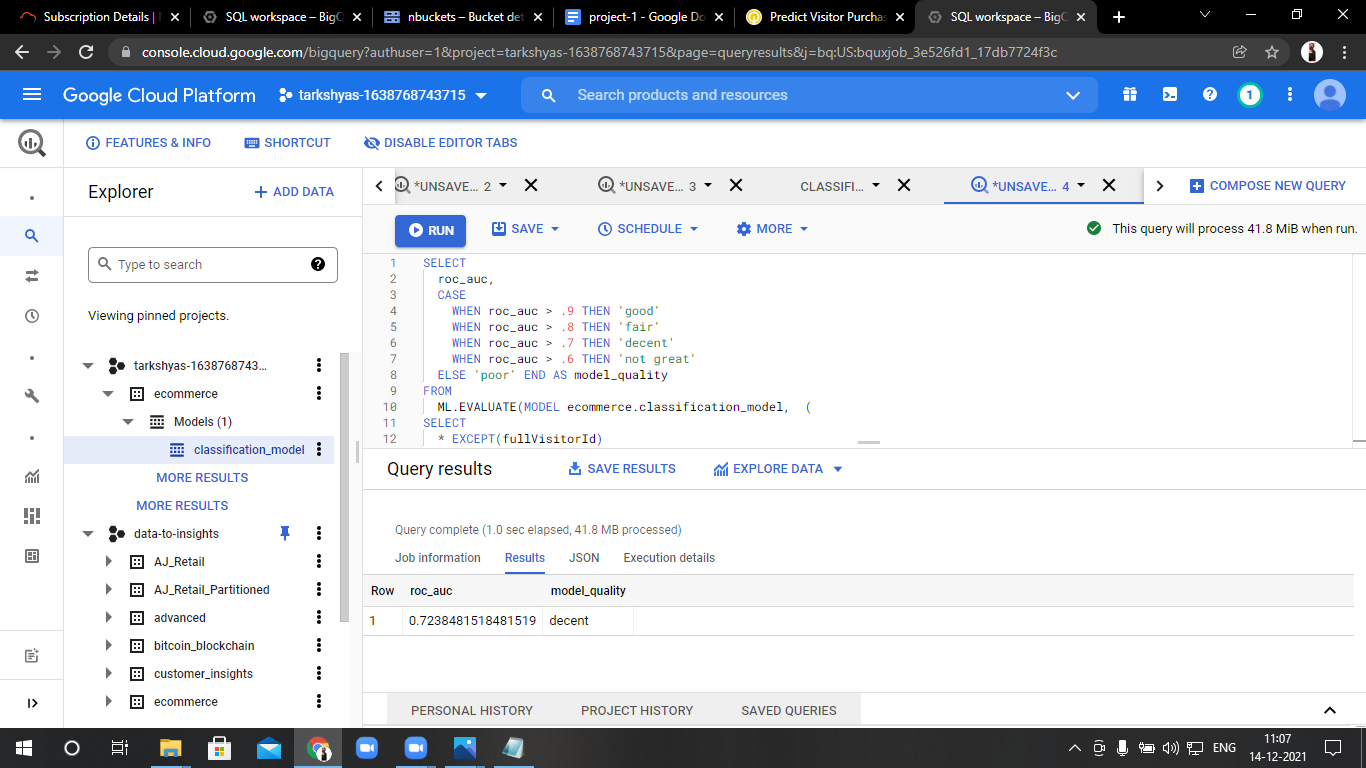 Subscription Details | N
SQL workspace – BigQ
nbuckets – Bucket det
project-1 - Google Do
Predict Visitor Purchas
SQL workspace – BigQ
console.cloud.google.com/bigquery?authuser=1&project=tarkshyas-1638768743715&page=queryresults&j=bq:US:bquxjob_3e526fd1_17db7724f3c
Google Cloud Platform
tarkshyas-1638768743715
Search products and resources
1
FEATURES & INFO
SHORTCUT
DISABLE EDITOR TABS
Explorer
+ ADD DATA
*UNSAVE... 2
*UNSAVE... 3
CLASSIFI...
*UNSAVE... 4
COMPOSE NEW QUERY
RUN
SAVE
SCHEDULE
MORE
This query will process 41.8 MiB when run.
Type to search
Viewing pinned projects.
tarkshyas-1638768743...
ecommerce
Models (1)
classification_model
MORE RESULTS
MORE RESULTS
data-to-insights
AJ_Retail
AJ_Retail_Partitioned
advanced
bitcoin_blockchain
customer_insights
ecommerce
1 SELECT
2 roc_auc,
3 CASE
4 WHEN roc_auc > .9 THEN 'good'
5 WHEN roc_auc > .8 THEN 'fair'
6 WHEN roc_auc > .7 THEN 'decent'
7 WHEN roc_auc > .6 THEN 'not great'
8 ELSE 'poor' END AS model_quality
9 FROM
10 ML.EVALUATE(MODEL ecommerce.classification_model, (
11 SELECT
12 * EXCEPT(fullVisitorId)
Query results
SAVE RESULTS
EXPLORE DATA
Query complete (1.0 sec elapsed, 41.8 MB processed)
Job information
Results
JSON
Execution details
Row roc_auc model_quality
1 0.7238481518481519 decent
PERSONAL HISTORY
PROJECT HISTORY
SAVED QUERIES
ENG
11:07
14-12-2021